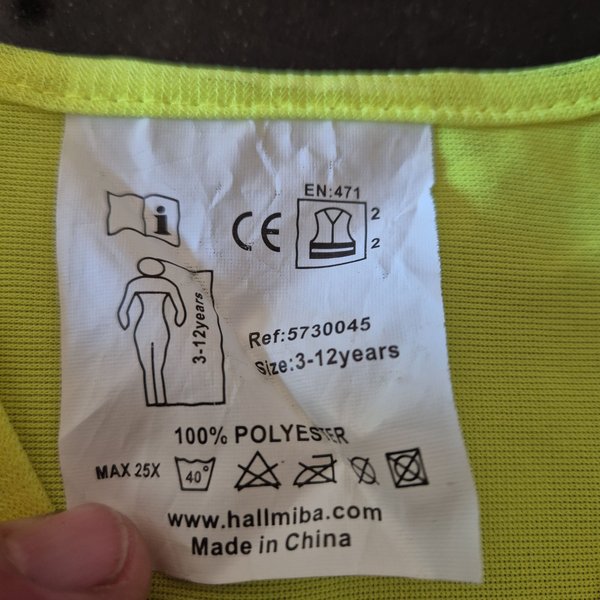 EN:471
i
CE
2
2
3-12years
Ref:5730045
Size:3-12years
100% POLYESTER
MAX 25X 40°
www.hallmiba.com
Made in China